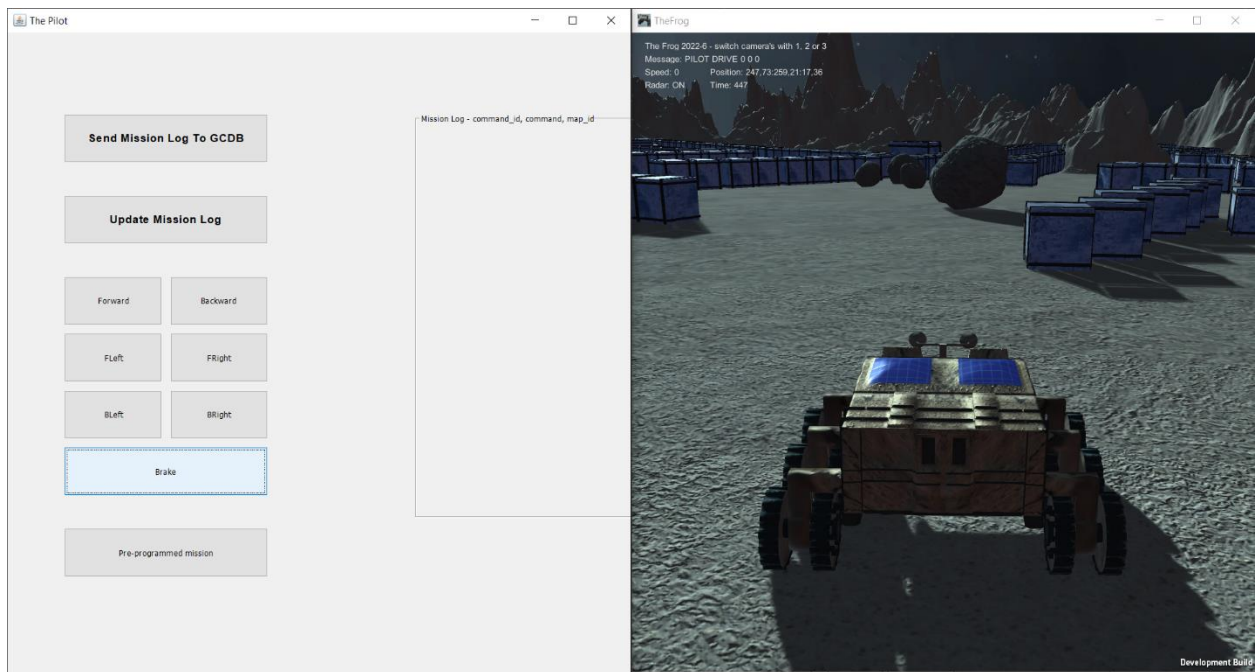 The Pilot
Send Mission Log To GCDB
Update Mission Log
Forward
Backward
FLeft
FRight
BLeft
BRight
Brake
Pre-programmed mission
Mission Log - command_id, command, map_id
TheFrog
The Frog 2022-6 - switch camera's with 1, 2 or 3
Message: PILOT DRIVE 0 0 0
Speed: 0 Position: 247,73:259,21:17,36
Radar: ON Time: 447
Development Build